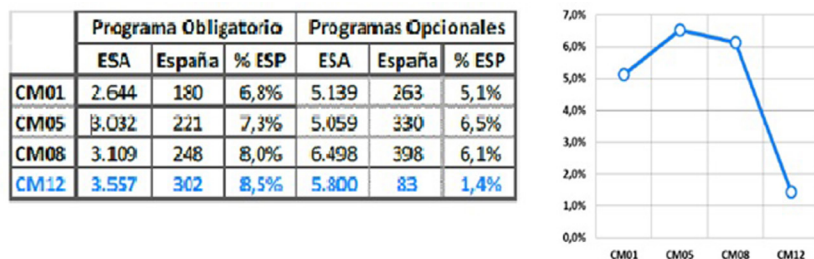 Programa Obligatorio Programas Opcionales
ESA España % ESP ESA España % ESP
CM01 2.644 180 6,8% 5.139 263 5,1%
CM05 3.032 221 7,3% 5.059 330 6,5%
CM08 3.109 248 8,0% 6.498 398 6,1%
CM12 3.557 302 8,5% 5.800 83 1,4%
7,0%
6,0%
5,0%
4,0%
3,0%
2,0%
1,0%
0,0%
CM01 CM05 CM08 CM12